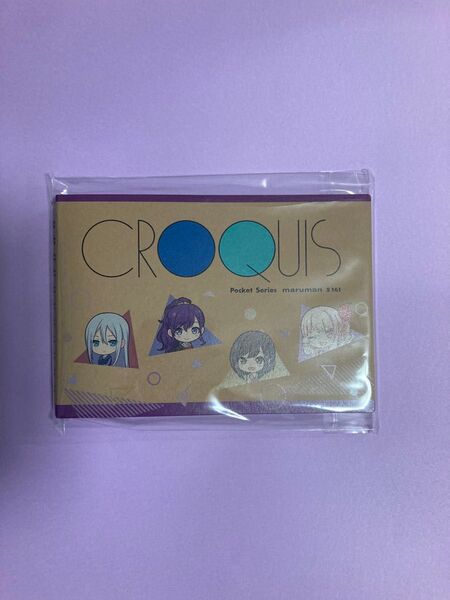 CROQUIS
Pocket Series maruman S161